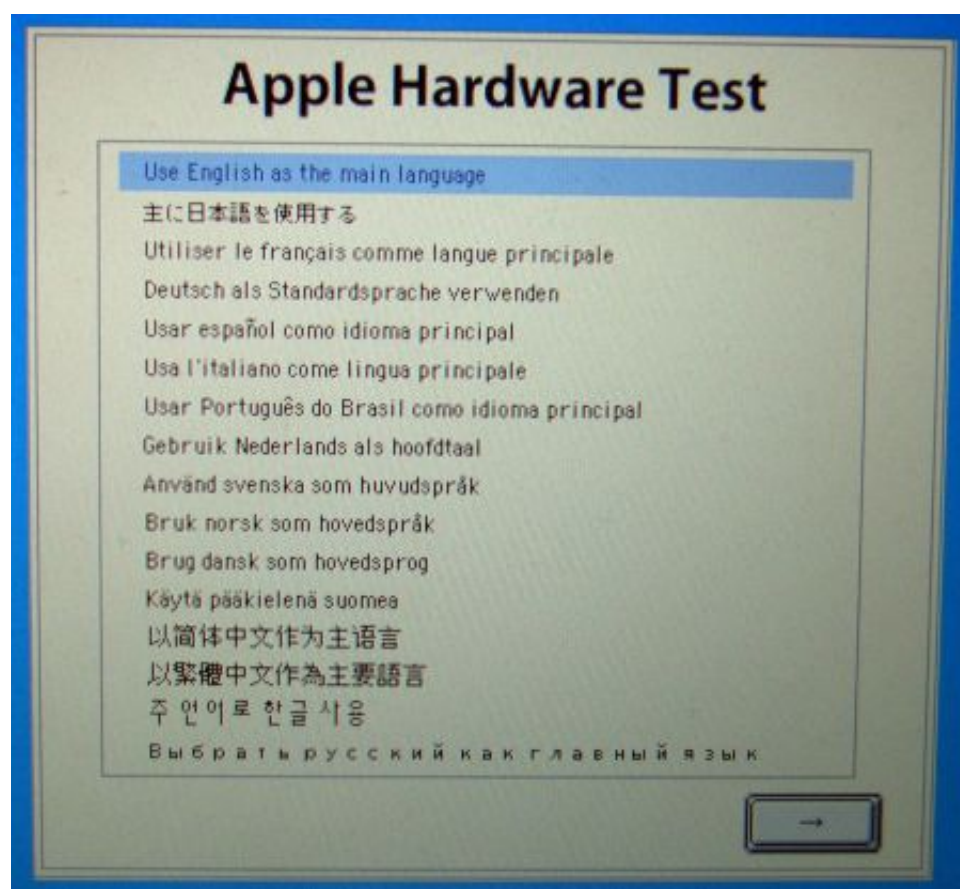 Apple Hardware Test
Use English as the main language
主に日本語を使用する
Utiliser le français comme langue principale
Deutsch als Standardsprache verwenden
Usar español como idioma principal
Usa l'italiano come lingua principale
Usar Português do Brasil como idioma principal
Gebruik Nederlands als hoofdtaal
Använd svenska som huvudspråk
Bruk norsk som hovedspråk
Brug dansk som hovedsprog
Käytä pääkielenä suomea
以简体中文作为主语言
以繁體中文作為主要語言
주 언어로 한글 사용
Выбрать русский как главный язык
→